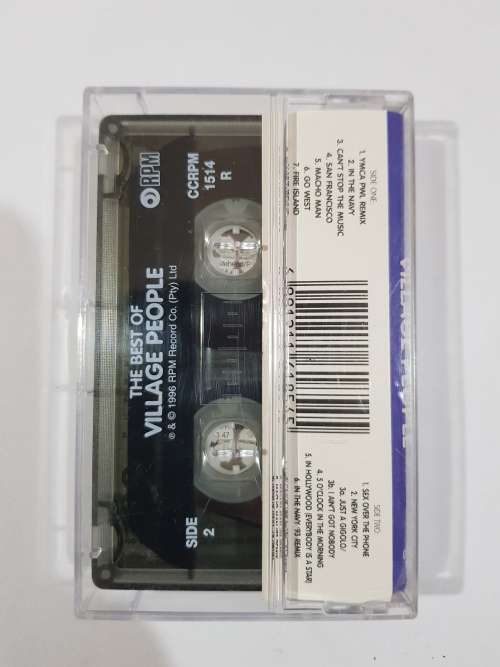 RPM
CCRPM
1514
R
THE BEST OF
VILLAGE PEOPLE
℗ & © 1996 RPM Record Co. (Pty) Ltd
SIDE
2
SIDE ONE
1. YMCA PWL REMIX
2. IN THE NAVY
3. CAN'T STOP THE MUSIC
4. SAN FRANCISCO
5. MACHO MAN
6. GO WEST
7. FIRE ISLAND
SIDE TWO
1. SEX OVER THE PHONE
2. NEW YORK CITY
3a. JUST A GIGOLO/
3b. I AIN'T GOT NOBODY
4. 5 O'CLOCK IN THE MORNING
5. IN HOLLYWOOD (EVERYBODY IS A STAR)
6. IN THE NAVY '93 REMIX